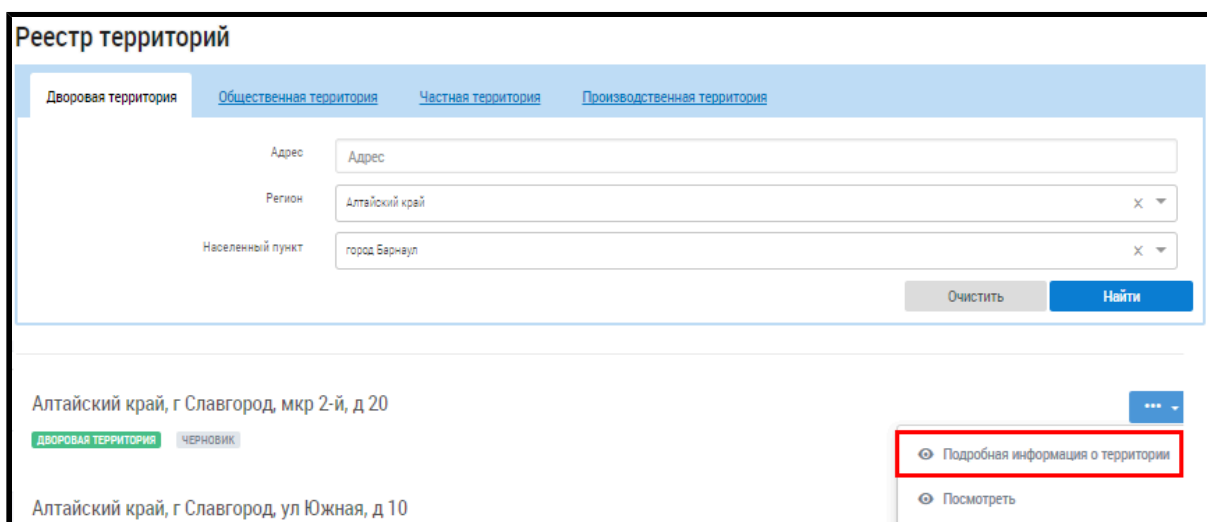 Реестр территорий
Дворовая территория Общественная территория Частная территория Производственная территория
Адрес Адрес
Регион Алтайский край
Населенный пункт город Барнаул
Очистить Найти
Алтайский край, г Славгород, мкр 2-й, д 20
ДВОРОВАЯ ТЕРРИТОРИЯ ЧЕРНОВИК
Подробная информация о территории
Посмотреть
Алтайский край, г Славгород, ул Южная, д 10